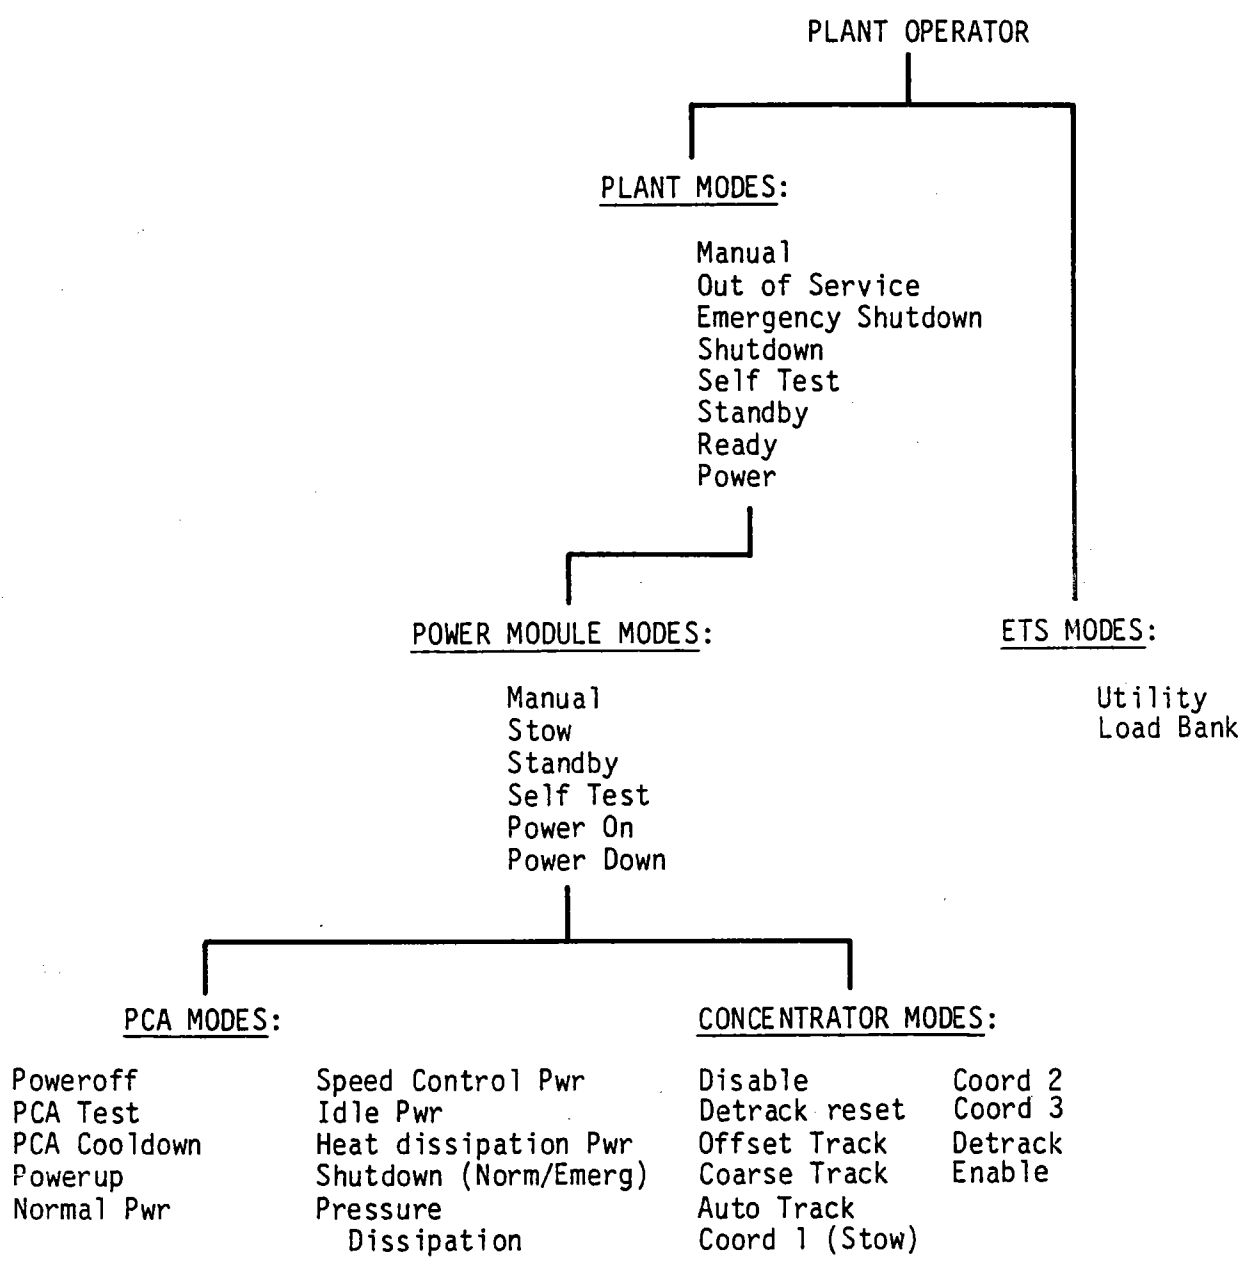 PLANT OPERATOR
PLANT MODES:
Manual
Out of Service
Emergency Shutdown
Shutdown
Self Test
Standby
Ready
Power
POWER MODULE MODES:
Manual
Stow
Standby
Self Test
Power On
Power Down
ETS MODES:
Utility
Load Bank
PCA MODES:
Poweroff
PCA Test
PCA Cooldown
Powerup
Normal Pwr
Speed Control Pwr
Idle Pwr
Heat dissipation Pwr
Shutdown (Norm/Emerg)
Pressure
Dissipation
CONCENTRATOR MODES:
Disable
Detrack reset
Offset Track
Coarse Track
Auto Track
Coord 1 (Stow)
Coord 2
Coord 3
Detrack
Enable